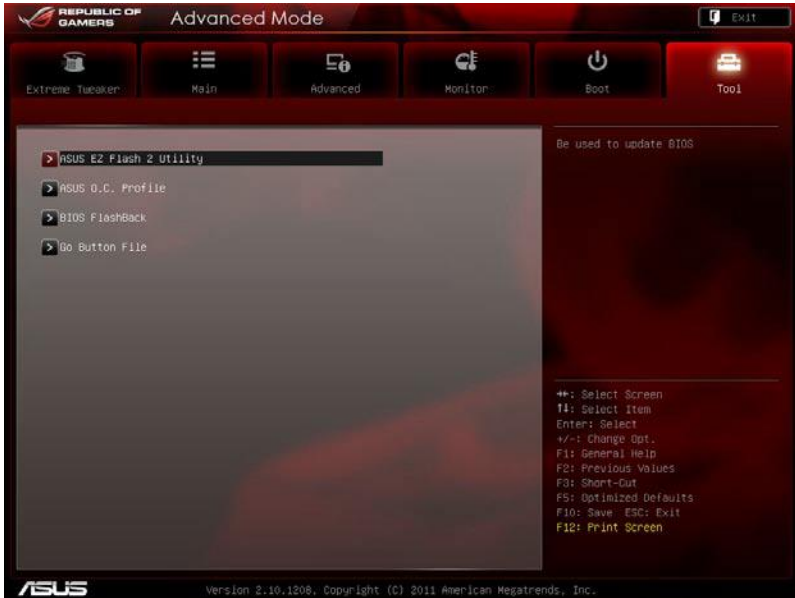 REPUBLIC OF
GAMERS
Advanced Mode
Exit
Extreme Tweaker
Main
Advanced
Monitor
Boot
Tool
ASUS EZ Flash 2 Utility
ASUS O.C. Profile
BIOS FlashBack
Go Button File
Be used to update BIOS
→←: Select Screen
↑↓: Select Item
Enter: Select
+/-: Change Opt.
F1: General Help
F2: Previous Values
F3: Short-Cut
F5: Optimized Defaults
F10: Save  ESC: Exit
F12: Print Screen
ASUS
Version 2.10.1208. Copyright (C) 2011 American Megatrends, Inc.